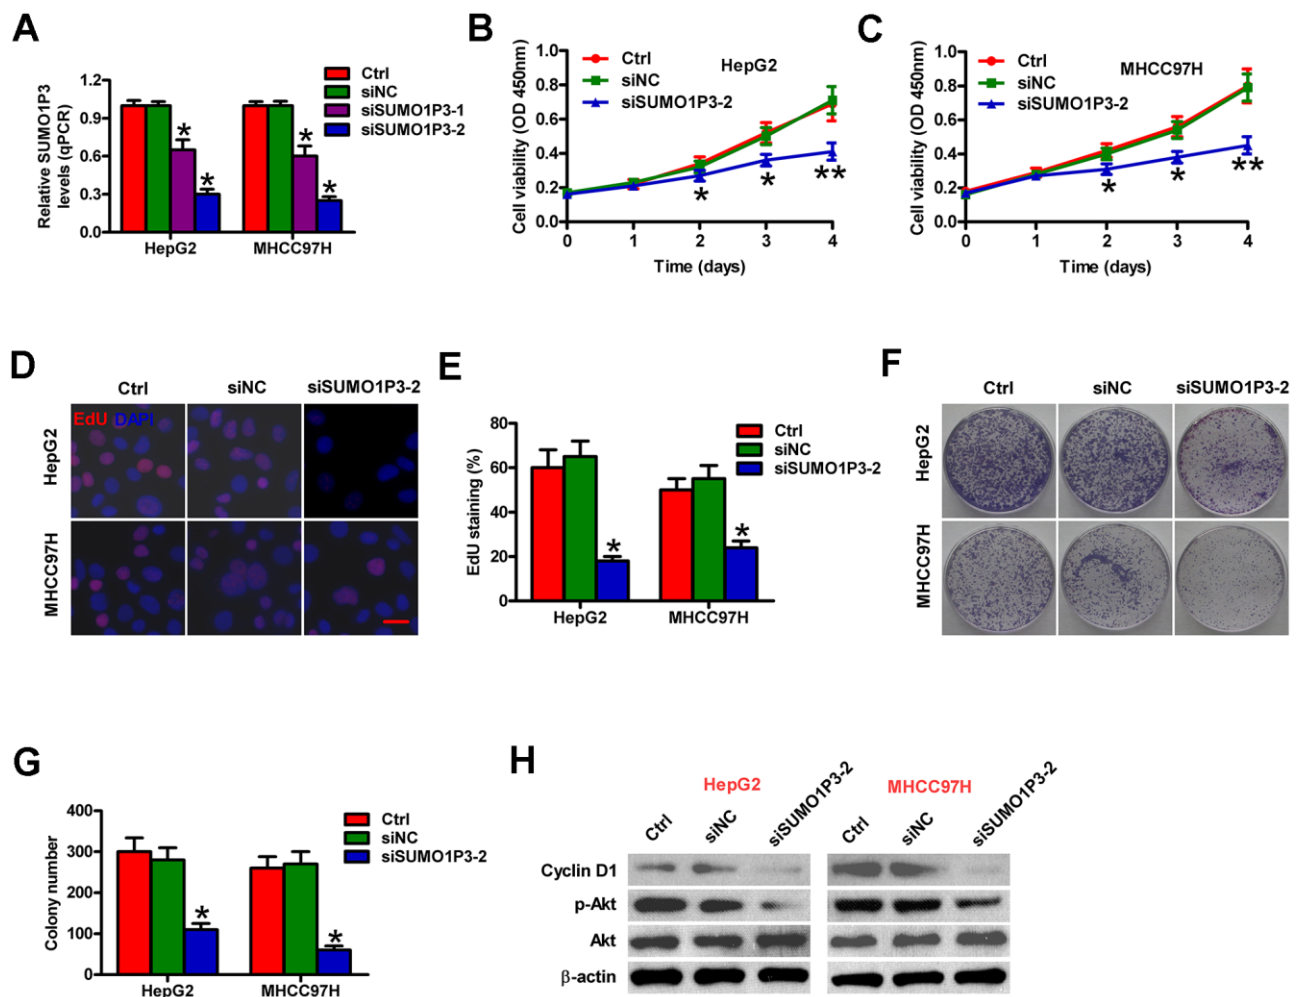 A
Relative SUMO1P3
levels (qPCR)
1.2
0.9
0.6
0.3
0.0
* * * *
HepG2 MHCC97H
Ctrl
siNC
siSUMO1P3-1
siSUMO1P3-2
B
Cell viability (OD 450nm)
1.0
0.8
0.6
0.4
0.2
0.0
Ctrl
siNC
siSUMO1P3-2
HepG2
* * **
0 1 2 3 4
Time (days)
C
Cell viability (OD 450nm)
1.0
0.8
0.6
0.4
0.2
0.0
Ctrl
siNC
siSUMO1P3-2
MHCC97H
* * **
0 1 2 3 4
Time (days)
D
Ctrl siNC siSUMO1P3-2
EdU DAPI
HepG2
MHCC97H
E
EdU staining (%)
80
60
40
20
0
* *
HepG2 MHCC97H
Ctrl
siNC
siSUMO1P3-2
F
Ctrl siNC siSUMO1P3-2
HepG2
MHCC97H
G
Colony number
400
300
200
100
0
* *
HepG2 MHCC97H
Ctrl
siNC
siSUMO1P3-2
H
HepG2 MHCC97H
Ctrl siNC siSUMO1P3-2 Ctrl siNC siSUMO1P3-2
Cyclin D1
p-Akt
Akt
β-actin